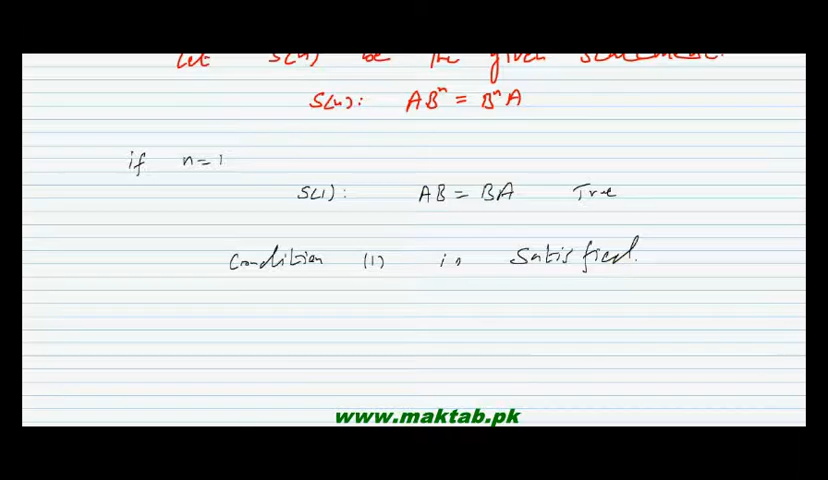 Let S(n) be the given statement.
S(n): ABⁿ = BⁿA
if n=1
S(1): AB = BA True
Condition (1) is Satisfied.
www.maktab.pk